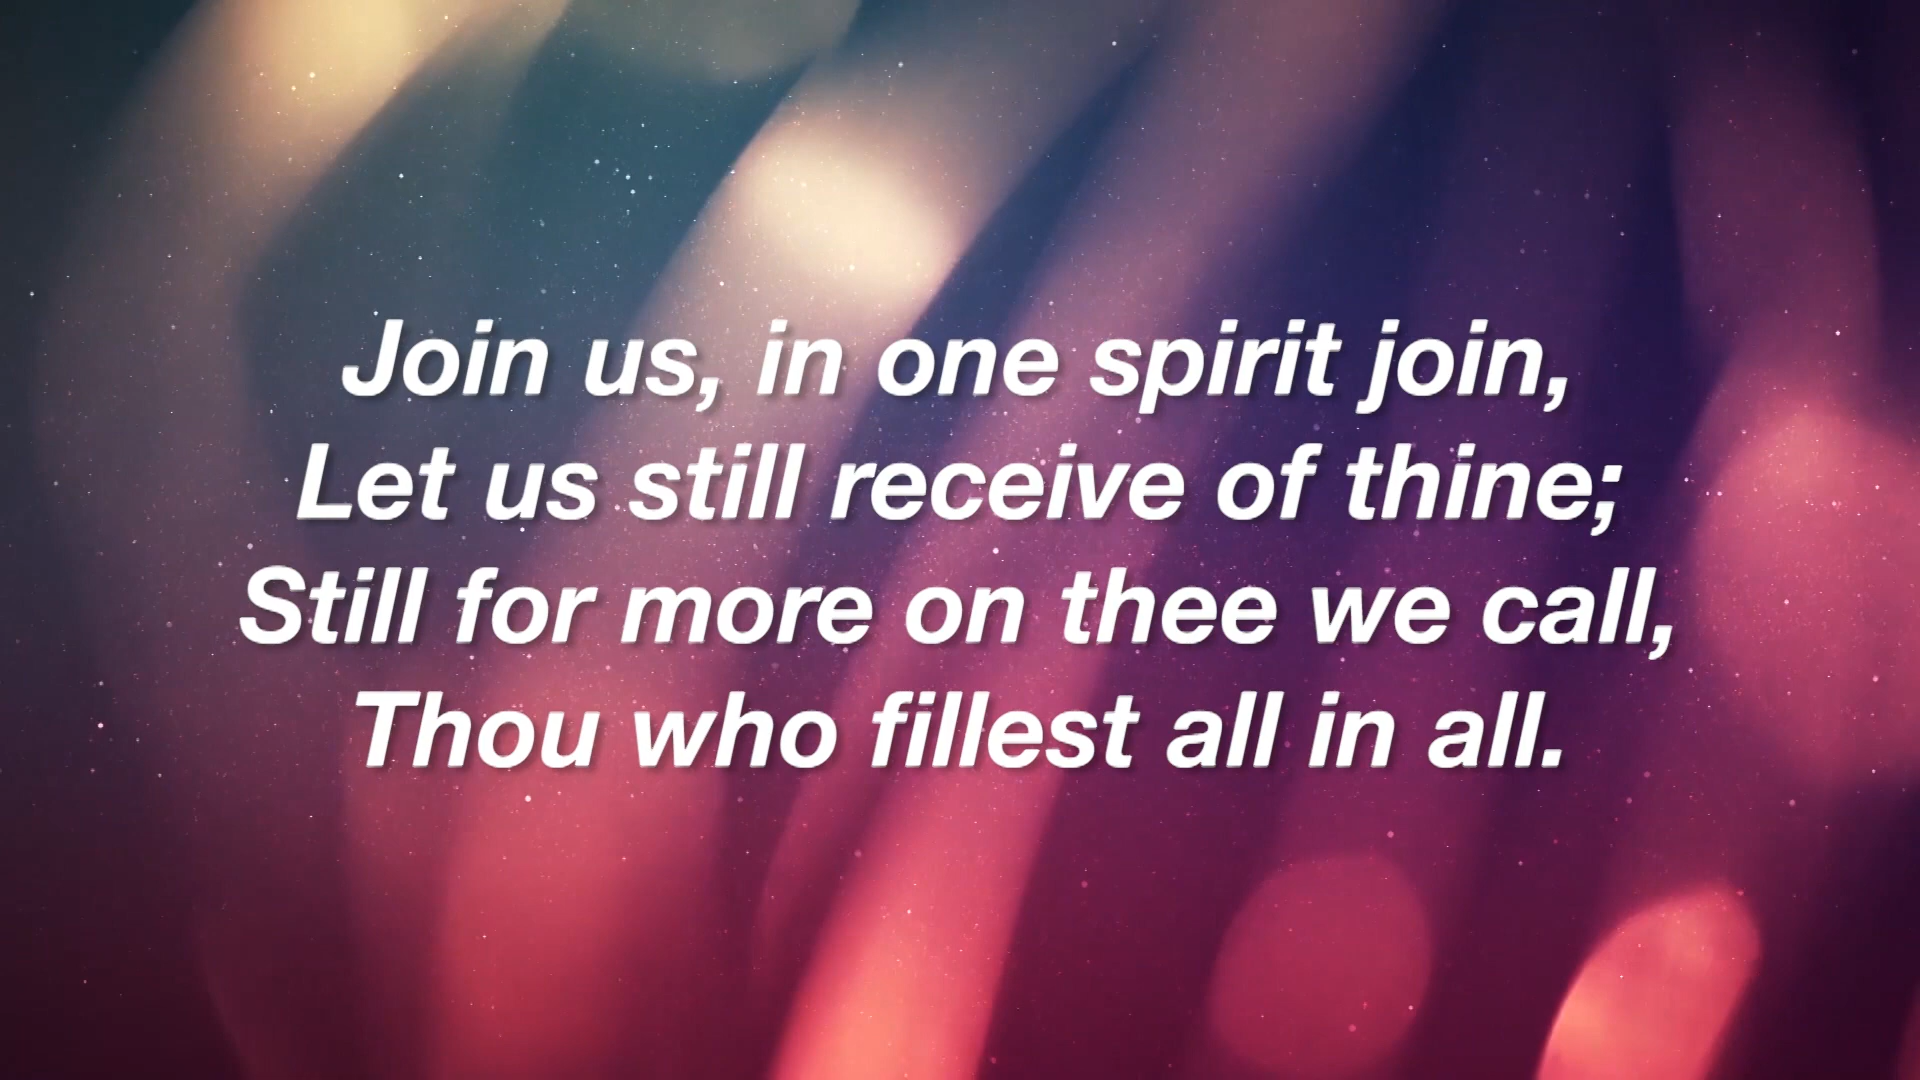 Join us, in one spirit join,
Let us still receive of thine;
Still for more on thee we call,
Thou who fillest all in all.